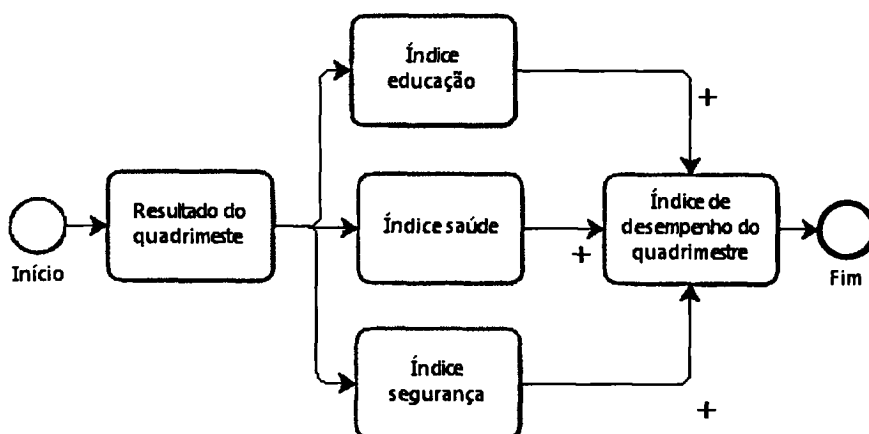 Índice
educação
+
Resultado do
quadrimeste
Índice saúde
+
Índice de
desempenho do
quadrimestre
Início
Fim
Índice
segurança
+